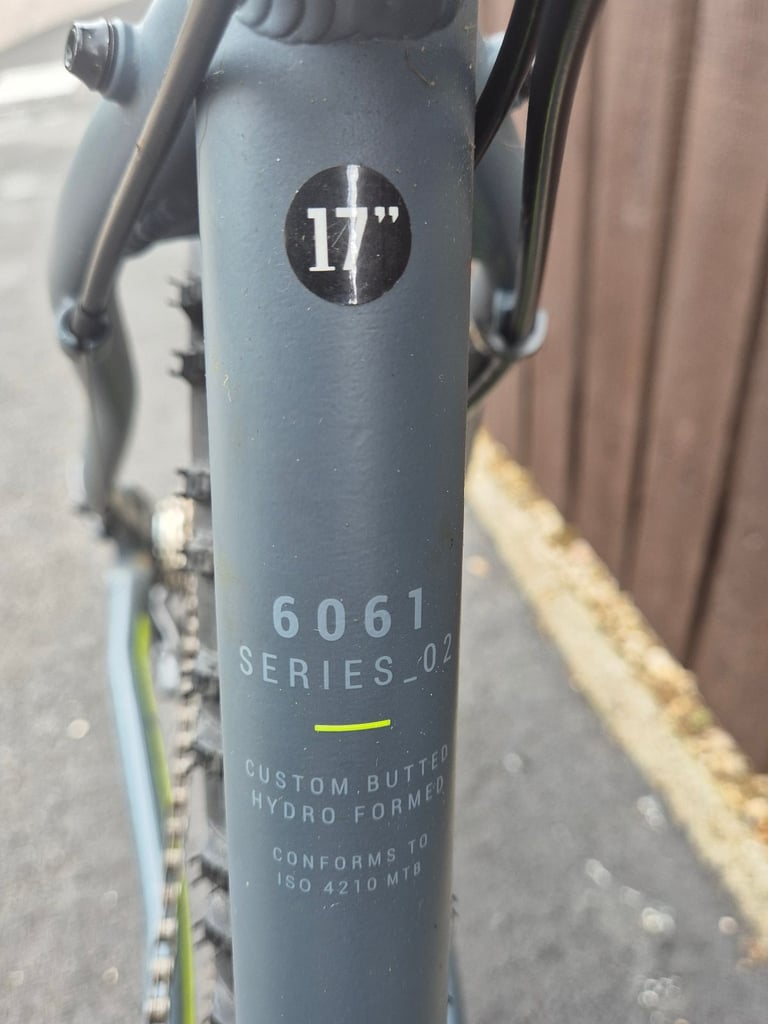 17”
6061
SERIES_02
CUSTOM BUTTED
HYDRO FORMED
CONFORMS TO
ISO 4210 MTB